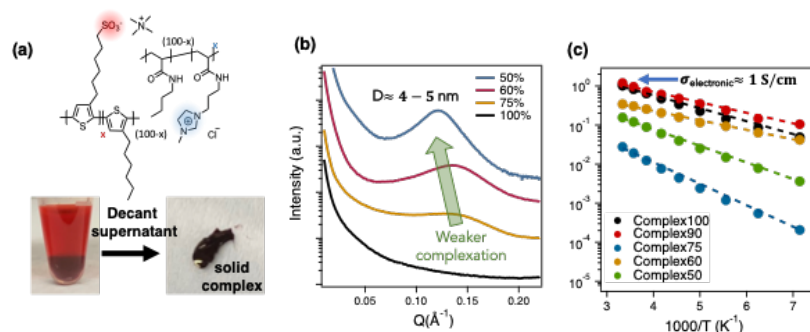 (a)
SO₃⁻
N⁺
(100-x)
x
O
NH
O
NH
S
S
x
(100-x)
N
⊕
N
Cl⁻
Decant
supernatant
solid
complex
(b)
Intensity (a.u.)
50%
60%
75%
100%
D≈ 4 − 5 nm
Weaker
complexation
0.05
0.10
0.15
0.20
Q(Å⁻¹)
(c)
σelectronic≈ 1 S/cm
10⁰
10⁻¹
10⁻²
10⁻³
10⁻⁴
10⁻⁵
Complex100
Complex90
Complex75
Complex60
Complex50
3
4
5
6
7
1000/T (K⁻¹)